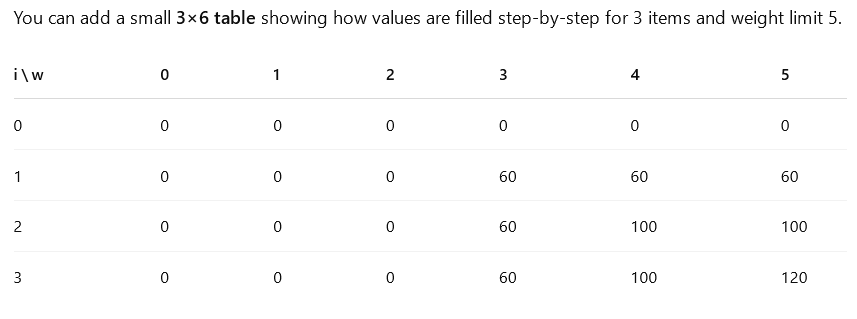 You can add a small 3×6 table showing how values are filled step-by-step for 3 items and weight limit 5.
i \ w 0 1 2 3 4 5
0 0 0 0 0 0 0
1 0 0 0 60 60 60
2 0 0 0 60 100 100
3 0 0 0 60 100 120